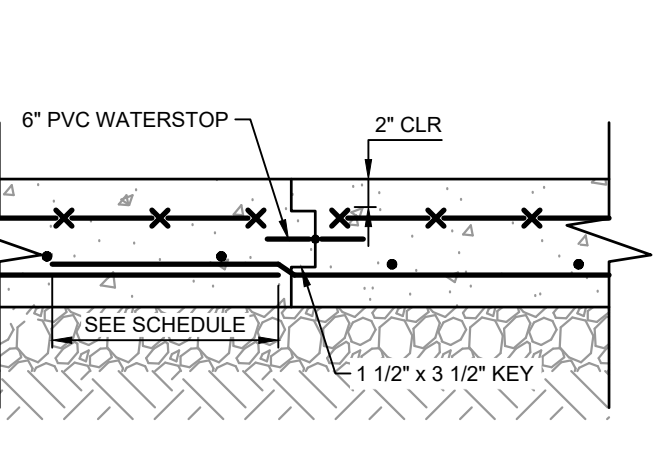 6" PVC WATERSTOP
2" CLR
SEE SCHEDULE
1 1/2" x 3 1/2" KEY